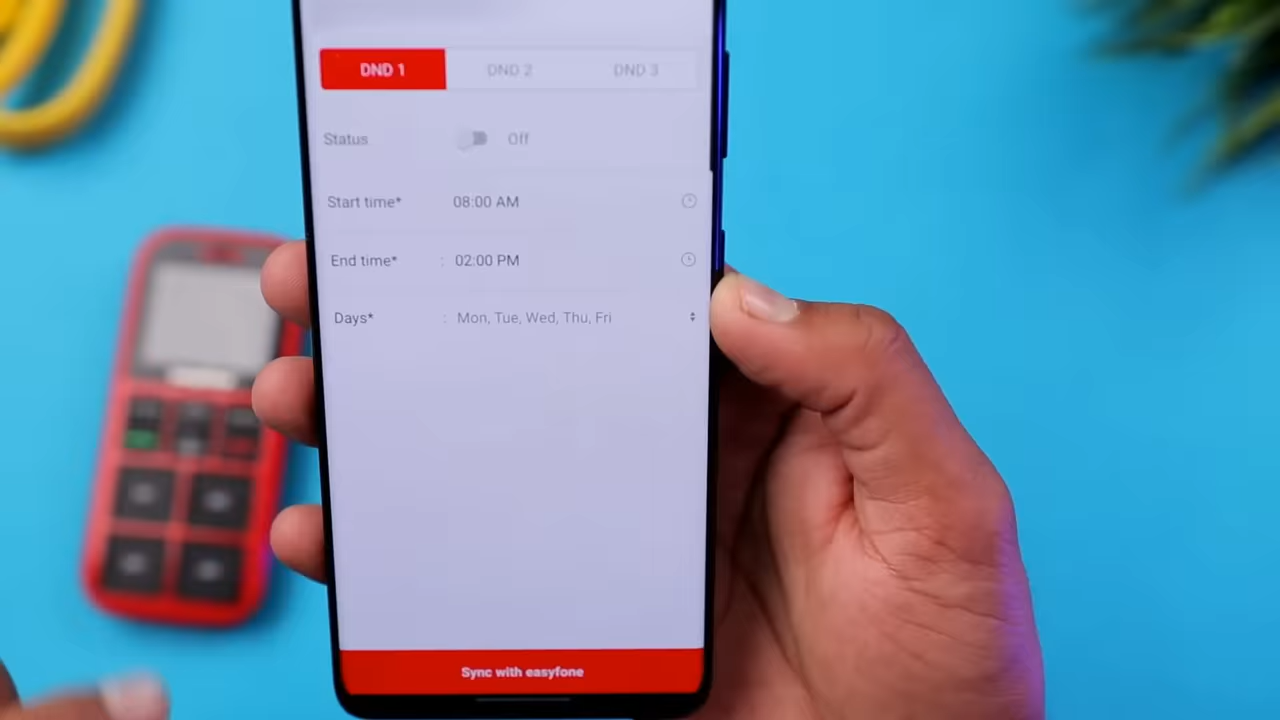 DND 1 DND 2 DND 3
Status Off
Start time* 08:00 AM
End time* : 02:00 PM
Days* : Mon, Tue, Wed, Thu, Fri
Sync with easyfone